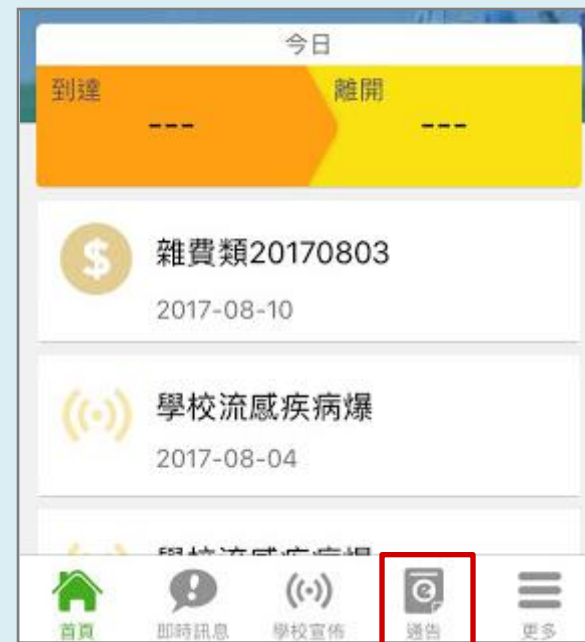 今日
到達 離開
--- ---
$
雜費類20170803
2017-08-10
學校流感疾病爆
2017-08-04
首頁 即時訊息 學校宣佈 通告 更多